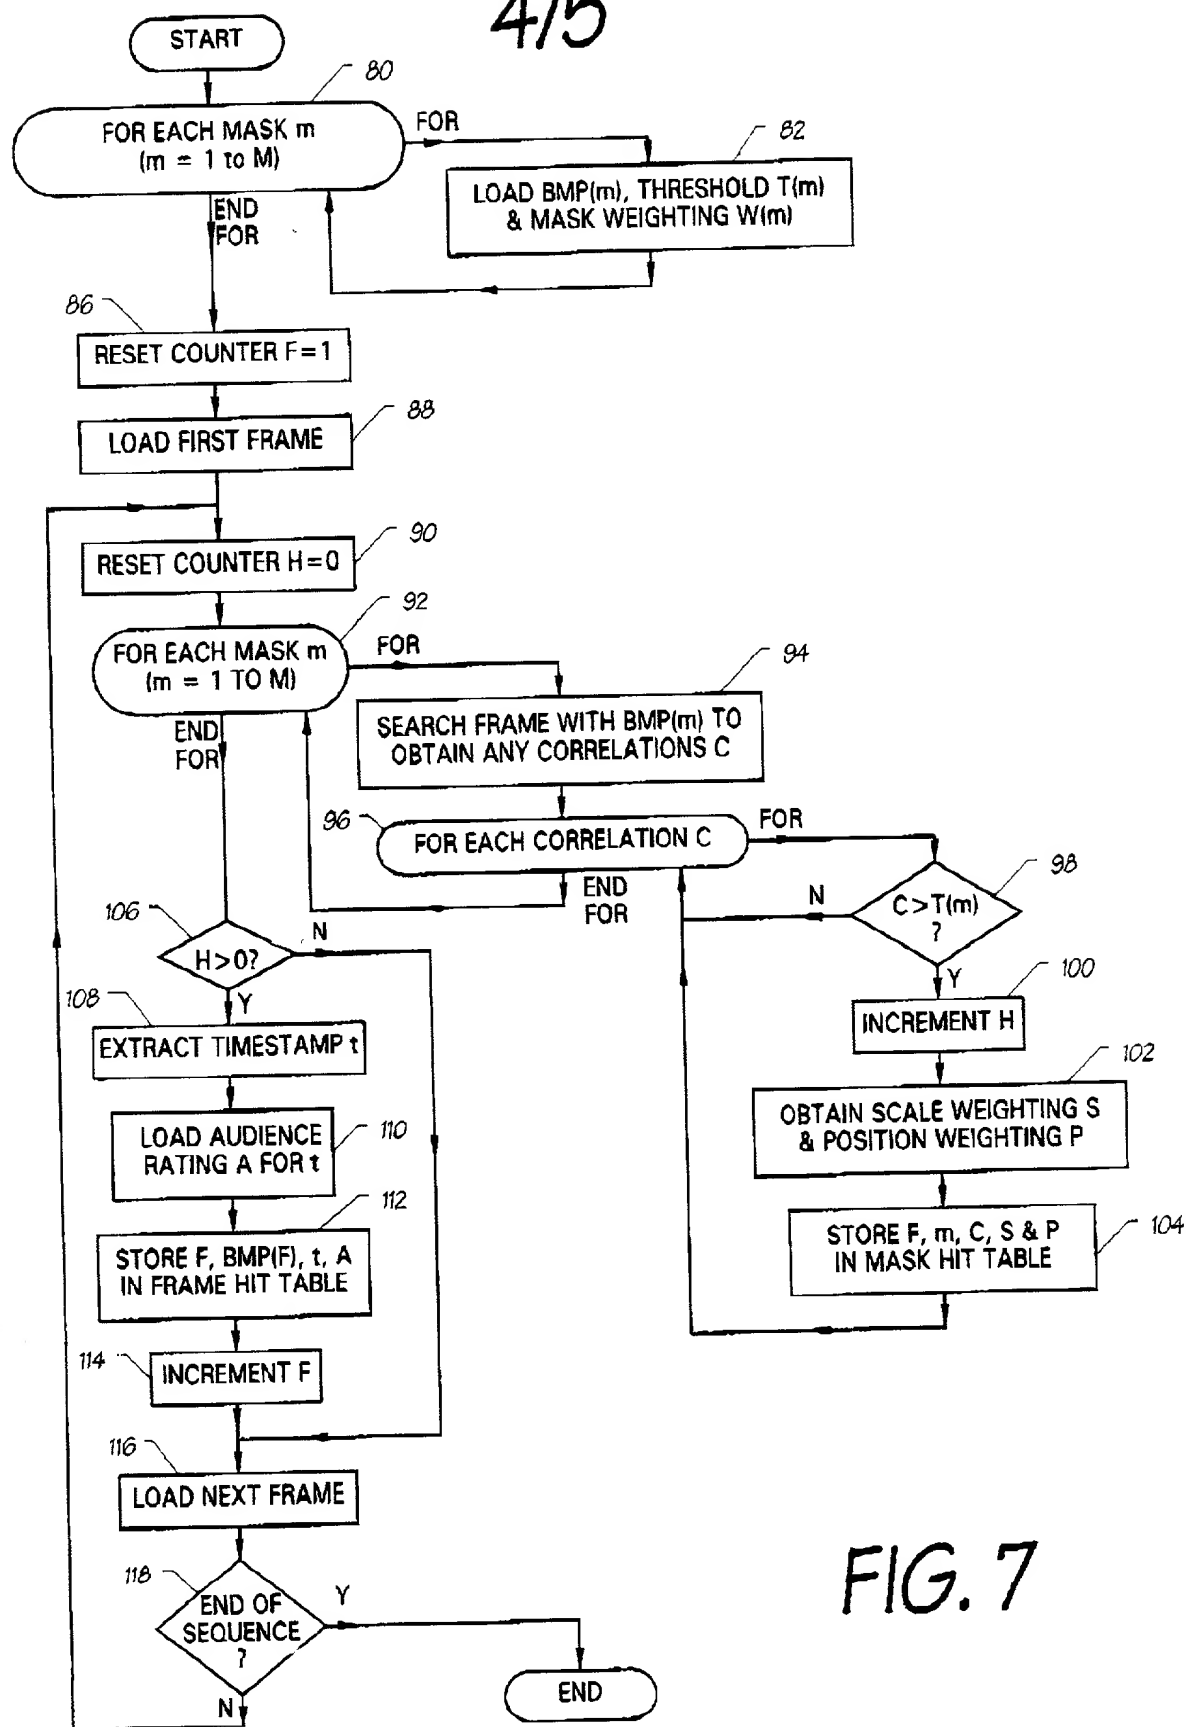 4/5
START
80
FOR EACH MASK m
(m = 1 to M)
FOR
82
LOAD BMP(m), THRESHOLD T(m)
& MASK WEIGHTING W(m)
END
FOR
86
RESET COUNTER F=1
88
LOAD FIRST FRAME
90
RESET COUNTER H=0
92
FOR EACH MASK m
(m = 1 TO M)
FOR
94
SEARCH FRAME WITH BMP(m) TO
OBTAIN ANY CORRELATIONS C
END
FOR
96
FOR EACH CORRELATION C
FOR
98
C>T(m)
?
N
END
FOR
Y
100
INCREMENT H
102
OBTAIN SCALE WEIGHTING S
& POSITION WEIGHTING P
104
STORE F, m, C, S & P
IN MASK HIT TABLE
106
H>0?
N
Y
108
EXTRACT TIMESTAMP t
110
LOAD AUDIENCE
RATING A FOR t
112
STORE F, BMP(F), t, A
IN FRAME HIT TABLE
114
INCREMENT F
116
LOAD NEXT FRAME
118
END OF
SEQUENCE
?
Y
N
END
FIG. 7